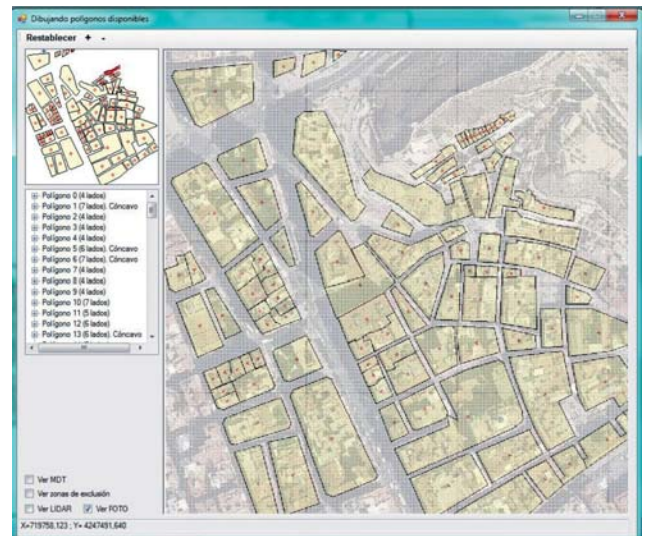 Dibujando polígonos disponibles
Restablecer + -
Polígono 0 (4 lados)
Polígono 1 (7 lados). Cóncavo
Polígono 2 (4 lados)
Polígono 3 (4 lados)
Polígono 4 (4 lados)
Polígono 5 (6 lados). Cóncavo
Polígono 6 (7 lados). Cóncavo
Polígono 7 (4 lados)
Polígono 8 (4 lados)
Polígono 9 (4 lados)
Polígono 10 (7 lados)
Polígono 11 (5 lados)
Polígono 12 (6 lados)
Polígono 13 (6 lados). Cóncavo
Ver MDT
Ver zonas de exclusión
Ver LIDAR Ver FOTO
X=719758,123 ; Y= 4247491,640